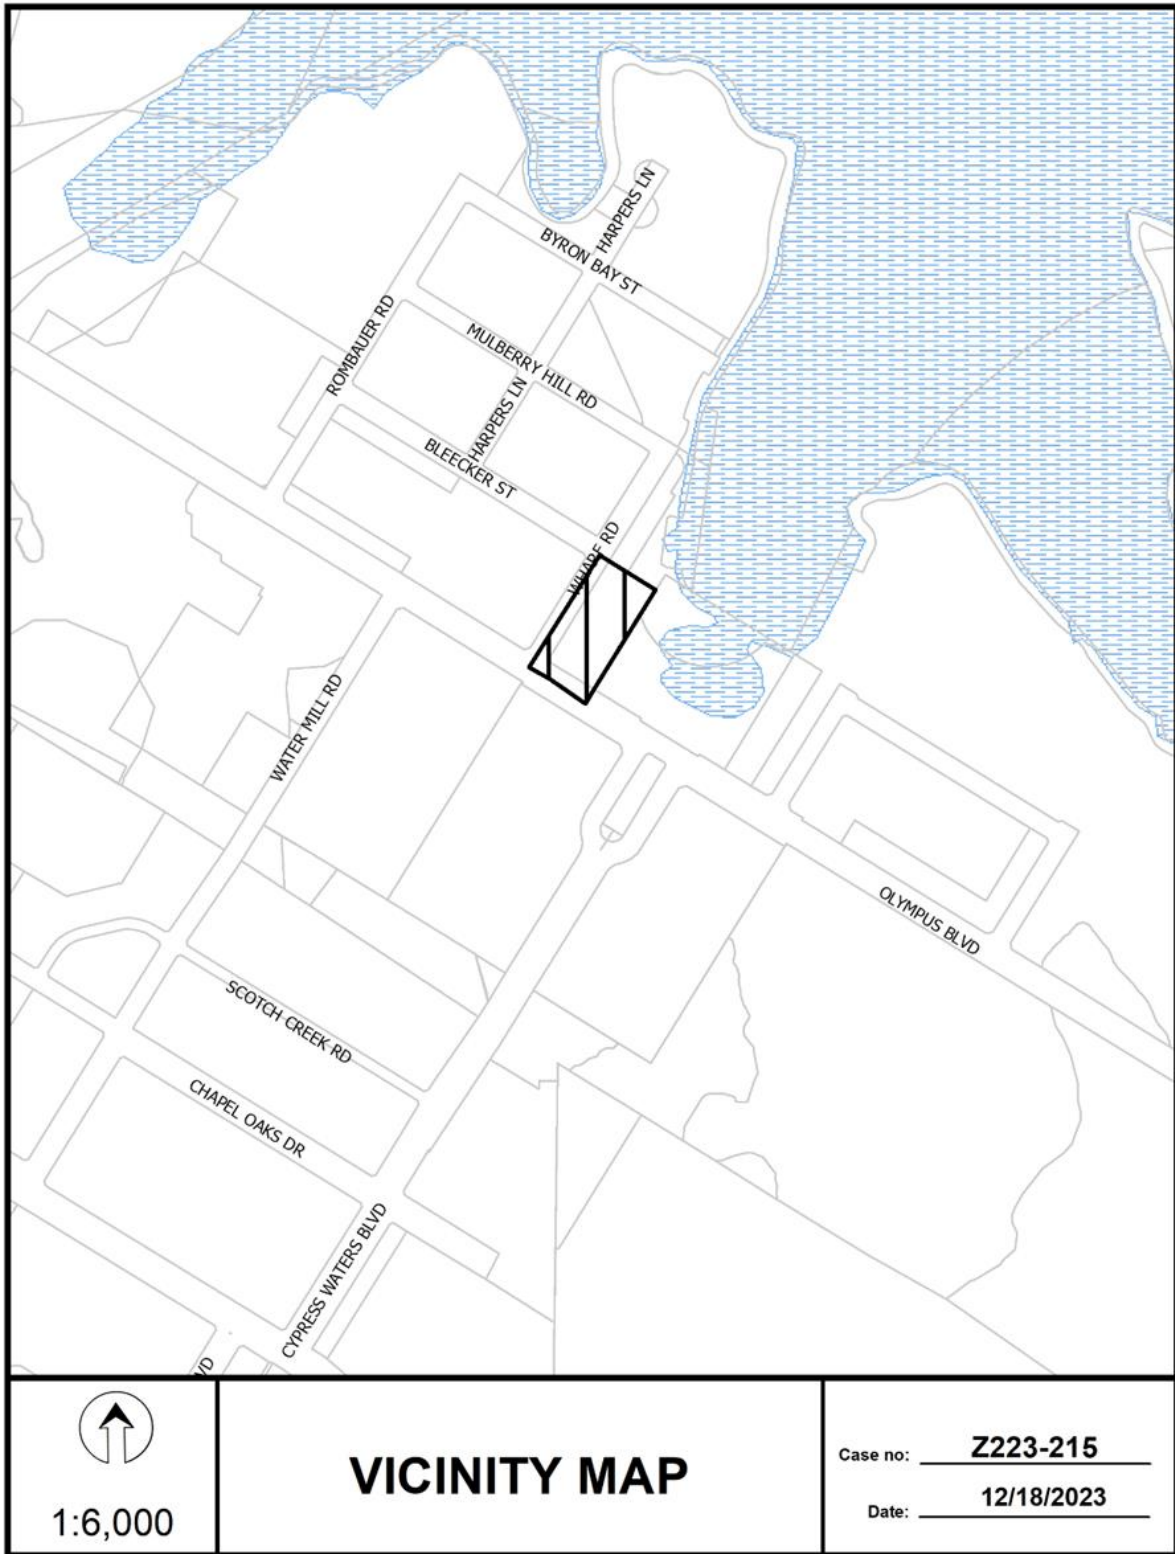 HARPERS LN
BYRON BAY ST
ROMBAUER RD
MULBERRY HILL RD
HARPERS LN
BLEECKER ST
WHARF RD
WATER MILL RD
OLYMPUS BLVD
SCOTCH CREEK RD
CHAPEL OAKS DR
CYPRESS WATERS BLVD
VD
1:6,000
VICINITY MAP
Case no: Z223-215
Date: 12/18/2023